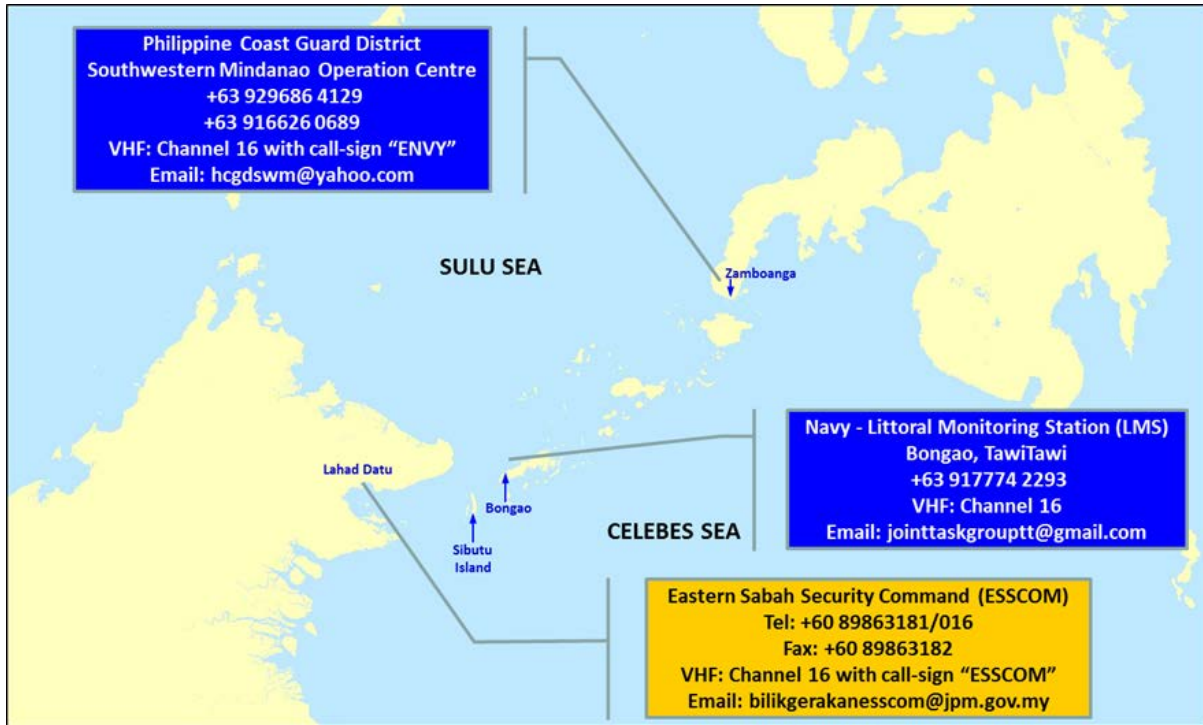 Philippine Coast Guard District
Southwestern Mindanao Operation Centre
+63 929686 4129
+63 916626 0689
VHF: Channel 16 with call-sign “ENVY”
Email: hcgdswm@yahoo.com
SULU SEA
Zamboanga
Lahad Datu
Bongao
Sibutu
Island
CELEBES SEA
Navy - Littoral Monitoring Station (LMS)
Bongao, TawiTawi
+63 917774 2293
VHF: Channel 16
Email: jointtaskgrouptt@gmail.com
Eastern Sabah Security Command (ESSCOM)
Tel: +60 89863181/016
Fax: +60 89863182
VHF: Channel 16 with call-sign “ESSCOM”
Email: bilikgerakanesscom@jpm.gov.my